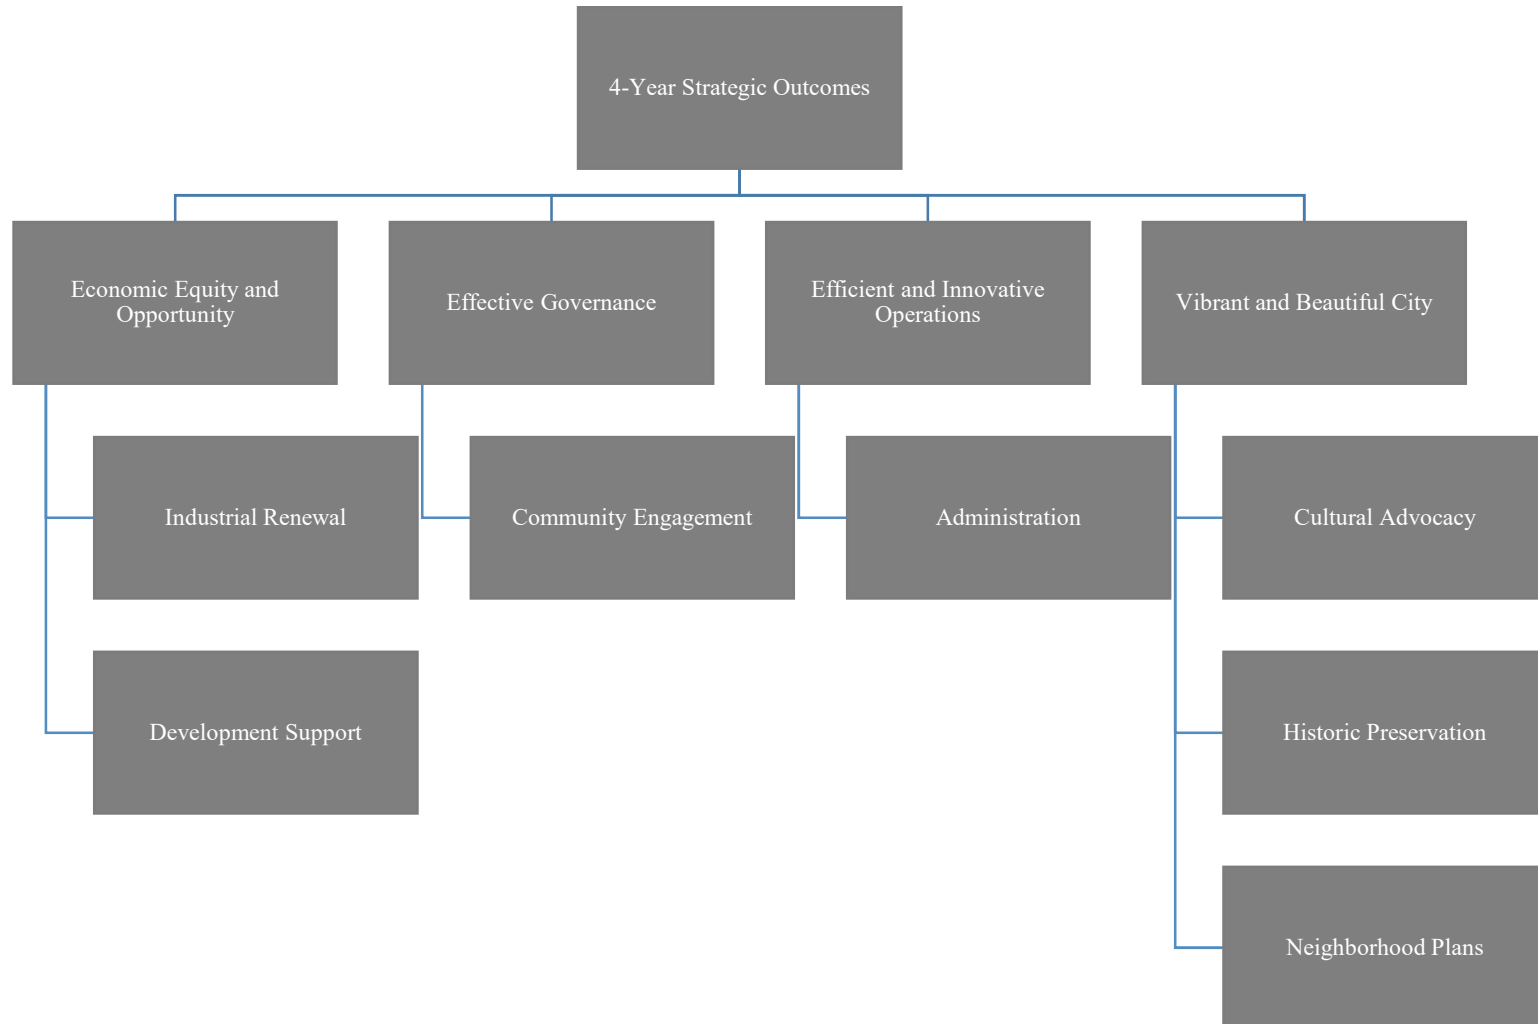 4-Year Strategic Outcomes
Economic Equity and
Opportunity
Effective Governance
Efficient and Innovative
Operations
Vibrant and Beautiful City
Industrial Renewal
Community Engagement
Administration
Cultural Advocacy
Development Support
Historic Preservation
Neighborhood Plans